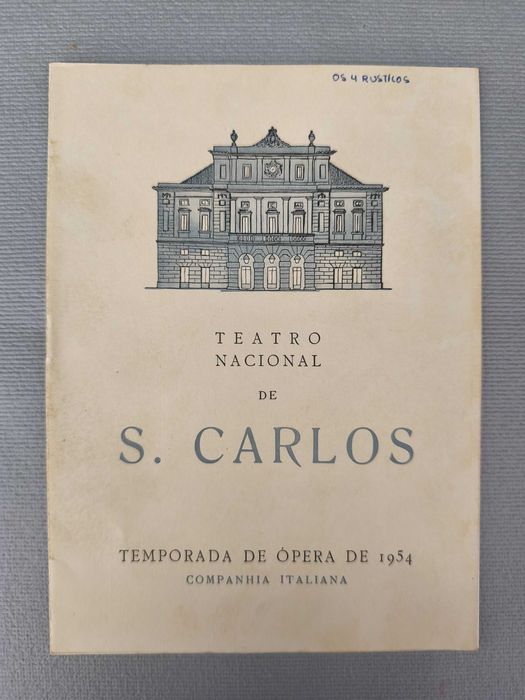 OS 4 RUSTICOS
TEATRO
NACIONAL
DE
S. CARLOS
TEMPORADA DE ÓPERA DE 1954
COMPANHIA ITALIANA